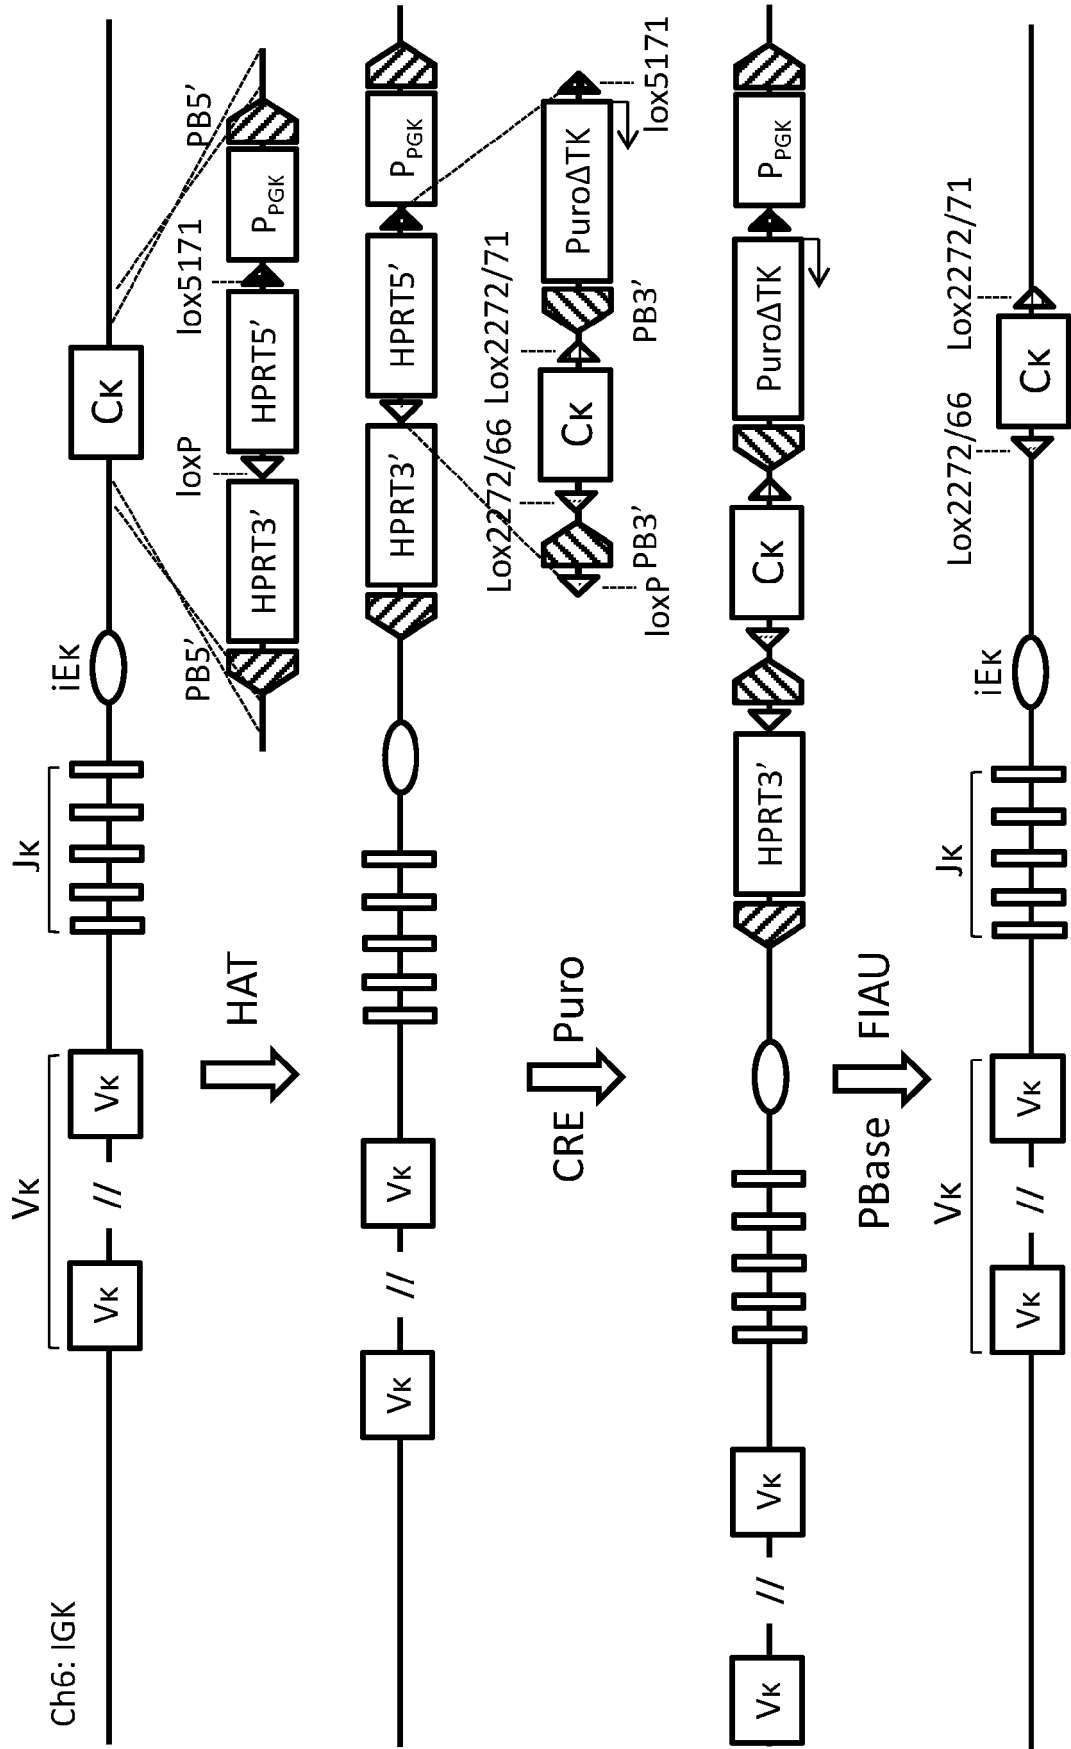 Ch6: IGK
Vκ Jκ iEκ
Vκ // Vκ Cκ
PB5' loxP lox5171 PB5'
HPRT3' HPRT5' PPGK
HAT
Vκ // Vκ HPRT3' HPRT5' PPGK
Lox2272/66 Lox2272/71
Cκ PuroΔTK
loxP PB3' PB3' lox5171
CRE Puro
Vκ // Vκ HPRT3' Cκ PuroΔTK PPGK
PBase FIAU
Vκ Jκ iEκ Lox2272/66 Lox2272/71
Vκ // Vκ Cκ